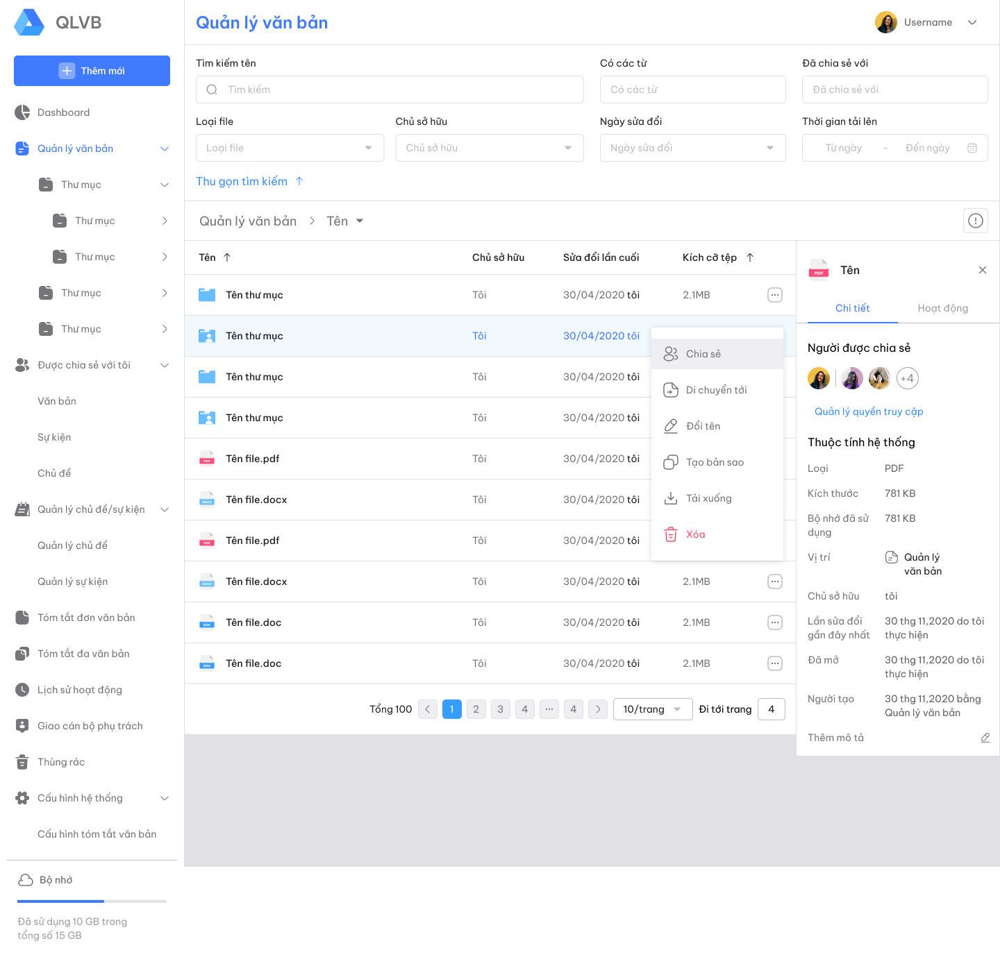 QLVB
Thêm mới
Dashboard
Quản lý văn bản
Thư mục
Thư mục
Thư mục
Thư mục
Thư mục
Được chia sẻ với tôi
Văn bản
Sự kiện
Chủ đề
Quản lý chủ đề/sự kiện
Quản lý chủ đề
Quản lý sự kiện
Tóm tắt đơn văn bản
Tóm tắt đa văn bản
Lịch sử hoạt động
Giao cán bộ phụ trách
Thùng rác
Cấu hình hệ thống
Cấu hình tóm tắt văn bản
Bộ nhớ
Đã sử dụng 10 GB trong
tổng số 15 GB
Quản lý văn bản
Username
Tìm kiếm tên
Có các từ
Đã chia sẻ với
Tìm kiếm
Có các từ
Đã chia sẻ với
Loại file
Chủ sở hữu
Ngày sửa đổi
Thời gian tải lên
Loại file
Chủ sở hữu
Ngày sửa đổi
Từ ngày - Đến ngày
Thu gọn tìm kiếm
Quản lý văn bản > Tên
Tên Chủ sở hữu Sửa đổi lần cuối Kích cỡ tệp
Tên thư mục Tôi 30/04/2020 tôi 2.1MB
Tên thư mục Tôi 30/04/2020 tôi
Tên thư mục Tôi 30/04/2020 tôi
Tên thư mục Tôi 30/04/2020 tôi
PDF Tên file.pdf Tôi 30/04/2020 tôi
DOCX Tên file.docx Tôi 30/04/2020 tôi
PDF Tên file.pdf Tôi 30/04/2020 tôi
DOCX Tên file.docx Tôi 30/04/2020 tôi 2.1MB
DOC Tên file.doc Tôi 30/04/2020 tôi 2.1MB
DOC Tên file.doc Tôi 30/04/2020 tôi 2.1MB
Chia sẻ
Di chuyển tới
Đổi tên
Tạo bản sao
Tải xuống
Xóa
Tổng 100 < 1 2 3 4 ··· 4 > 10/trang Đi tới trang 4
PDF Tên
Chi tiết Hoạt động
Người được chia sẻ
+4
Quản lý quyền truy cập
Thuộc tính hệ thống
Loại PDF
Kích thước 781 KB
Bộ nhớ đã sử 781 KB
dụng
Vị trí Quản lý
văn bản
Chủ sở hữu tôi
Lần sửa đổi 30 thg 11,2020 do tôi
gần đây nhất thực hiện
Đã mở 30 thg 11,2020 do tôi
thực hiện
Người tạo 30 thg 11,2020 bằng
Quản lý văn bản
Thêm mô tả